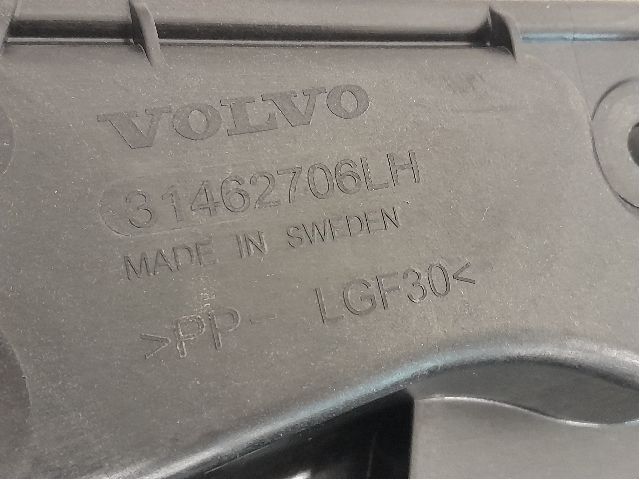 VOLVO
31462706LH
MADE IN SWEDEN
>PP- LGF30<